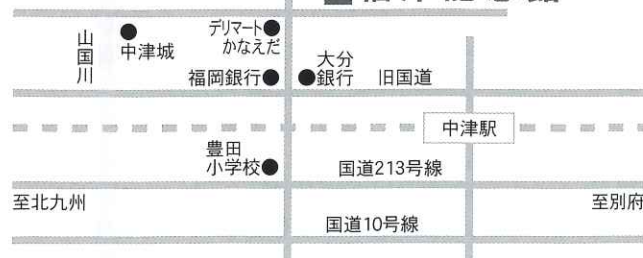 山国川
中津城
デリマート
かなえだ
福岡銀行
大分
銀行
旧国道
中津駅
豊田
小学校
国道213号線
至北九州
至別府
国道10号線